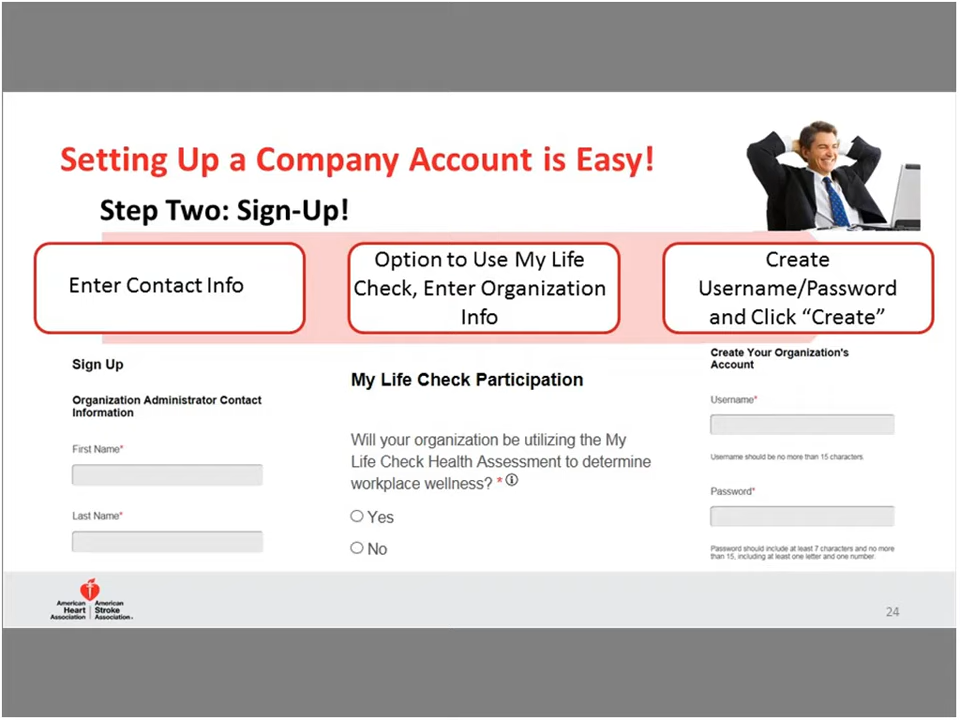 Setting Up a Company Account is Easy!
Step Two: Sign-Up!
Enter Contact Info
Option to Use My Life
Check, Enter Organization
Info
Create
Username/Password
and Click “Create”
Sign Up
Organization Administrator Contact
Information
First Name*
Last Name*
My Life Check Participation
Will your organization be utilizing the My
Life Check Health Assessment to determine
workplace wellness? * i
Yes
No
Create Your Organization's
Account
Username*
Username should be no more than 15 characters.
Password*
Password should include at least 7 characters and no more
than 15, including at least one letter and one number.
American American
Heart Stroke
Association Association®
24